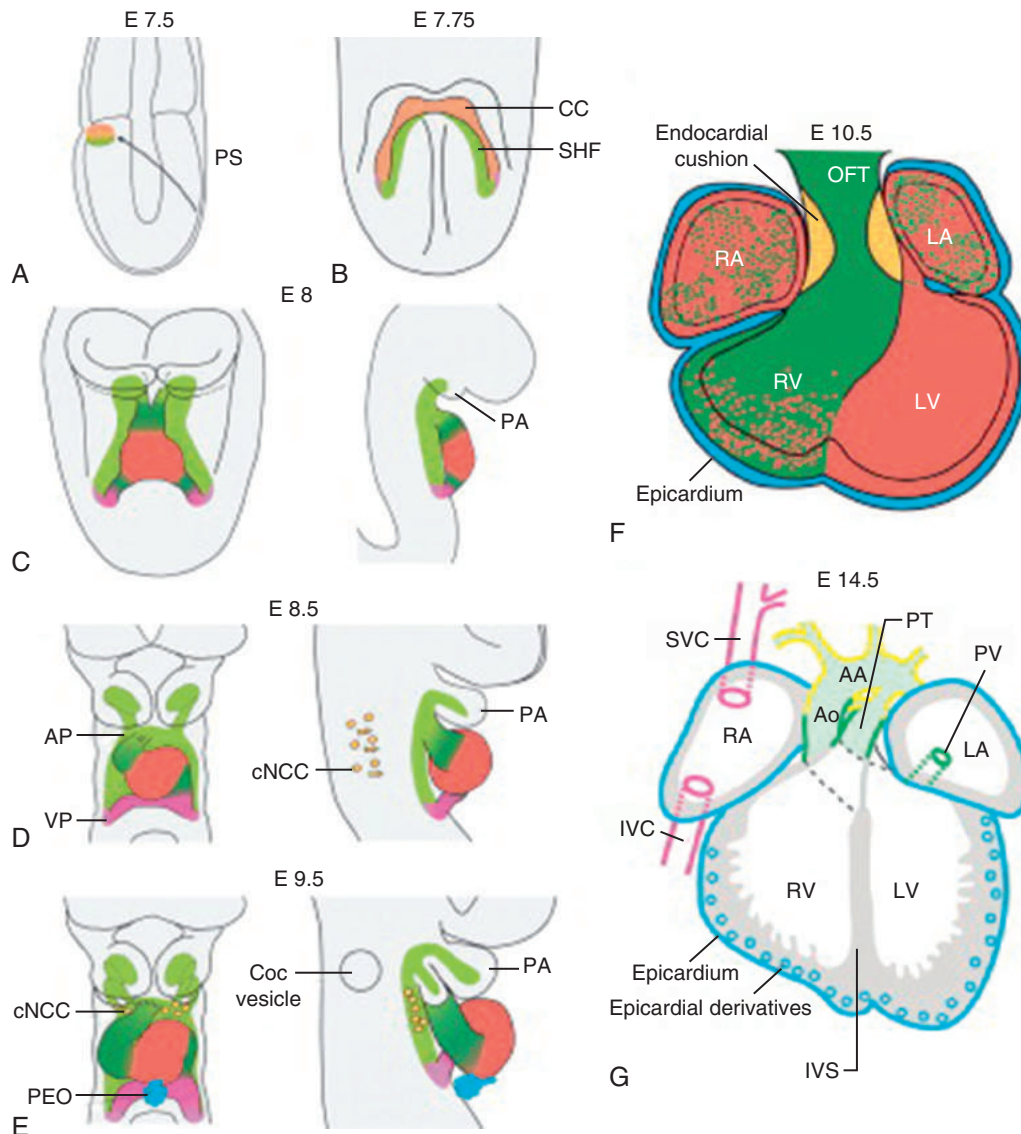 E 7.5
PS
A
E 7.75
CC
SHF
B
E 8
PA
C
E 8.5
AP
VP
cNCC
PA
D
E 9.5
cNCC
PEO
Coc
vesicle
PA
E
Endocardial
cushion
E 10.5
OFT
RA
LA
RV
LV
Epicardium
F
E 14.5
SVC
PT
PV
AA
Ao
RA
LA
IVC
RV
LV
Epicardium
Epicardial derivatives
IVS
G